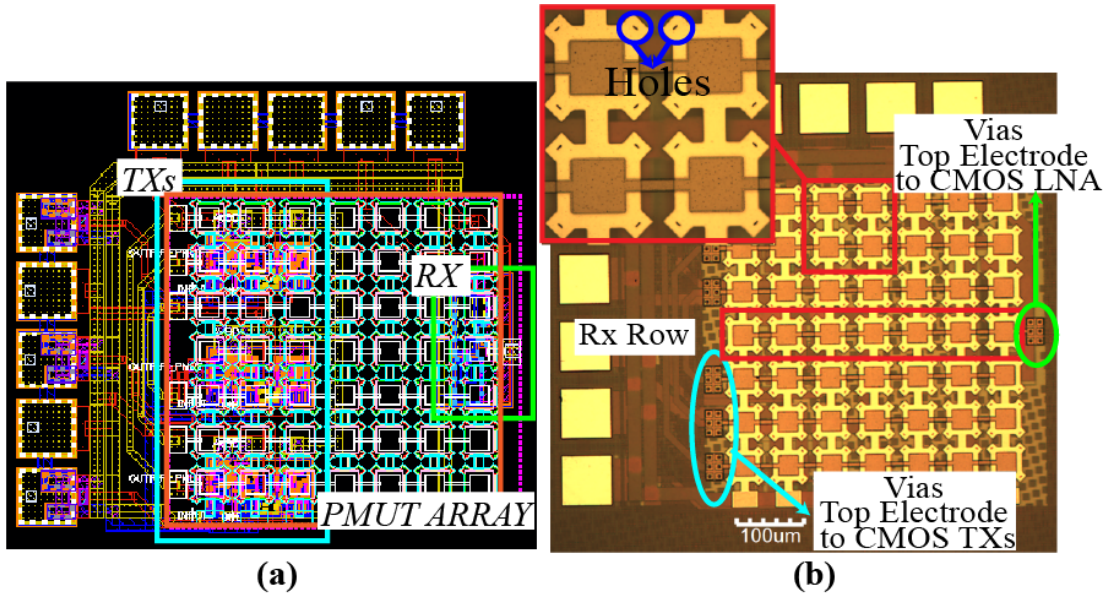 TXs
RX
PMUT ARRAY
(a)
Holes
Vias
Top Electrode
to CMOS LNA
Rx Row
Vias
Top Electrode
to CMOS TXs
100um
(b)